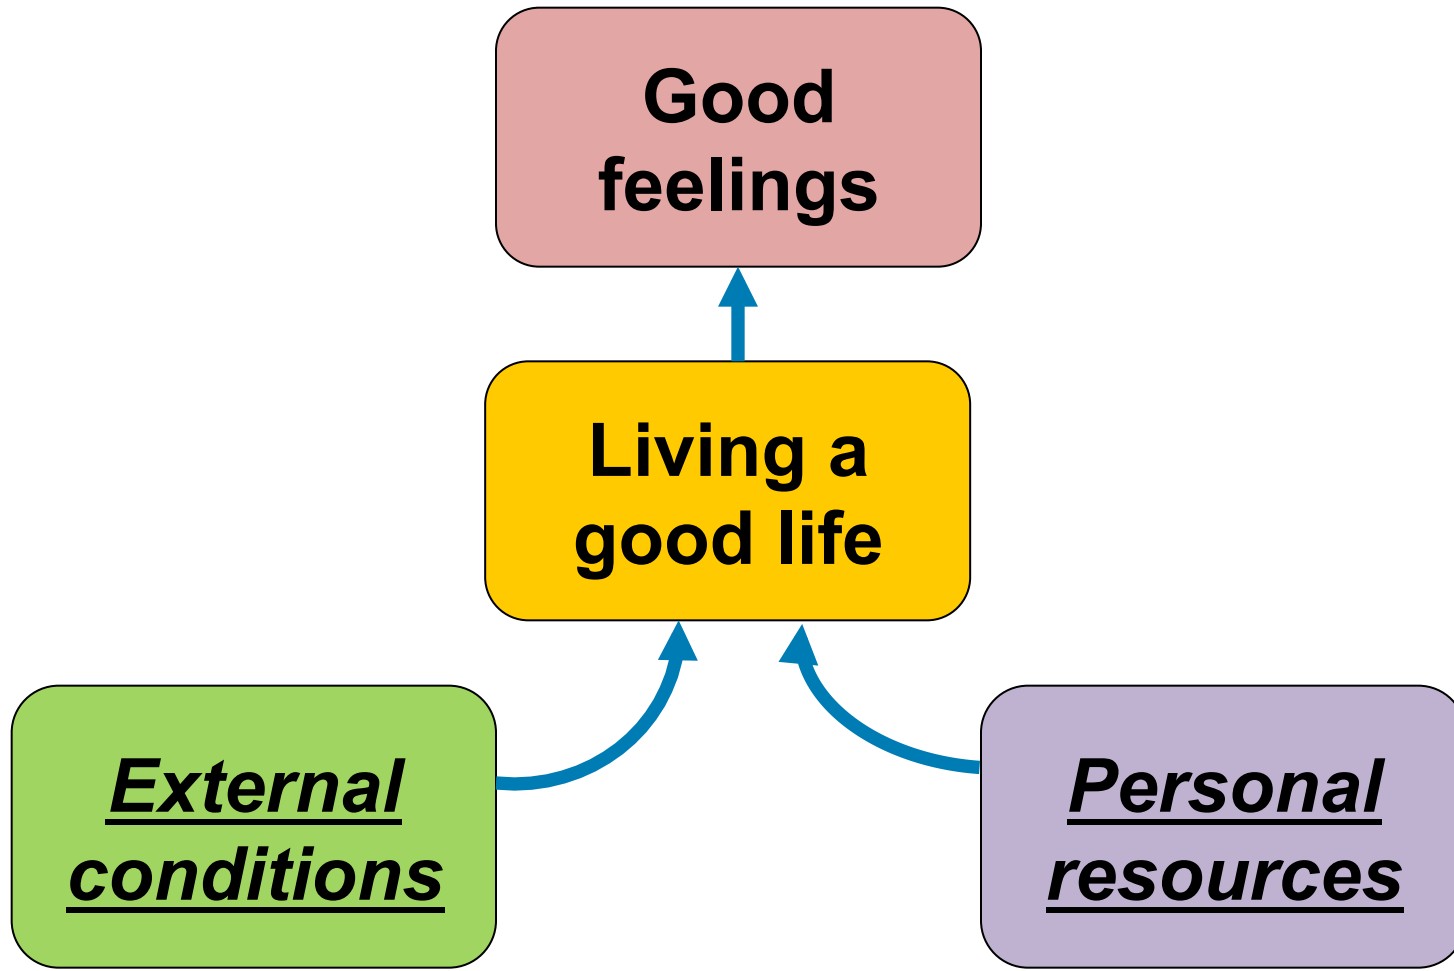 Good
feelings
Living a
good life
External
conditions
Personal
resources